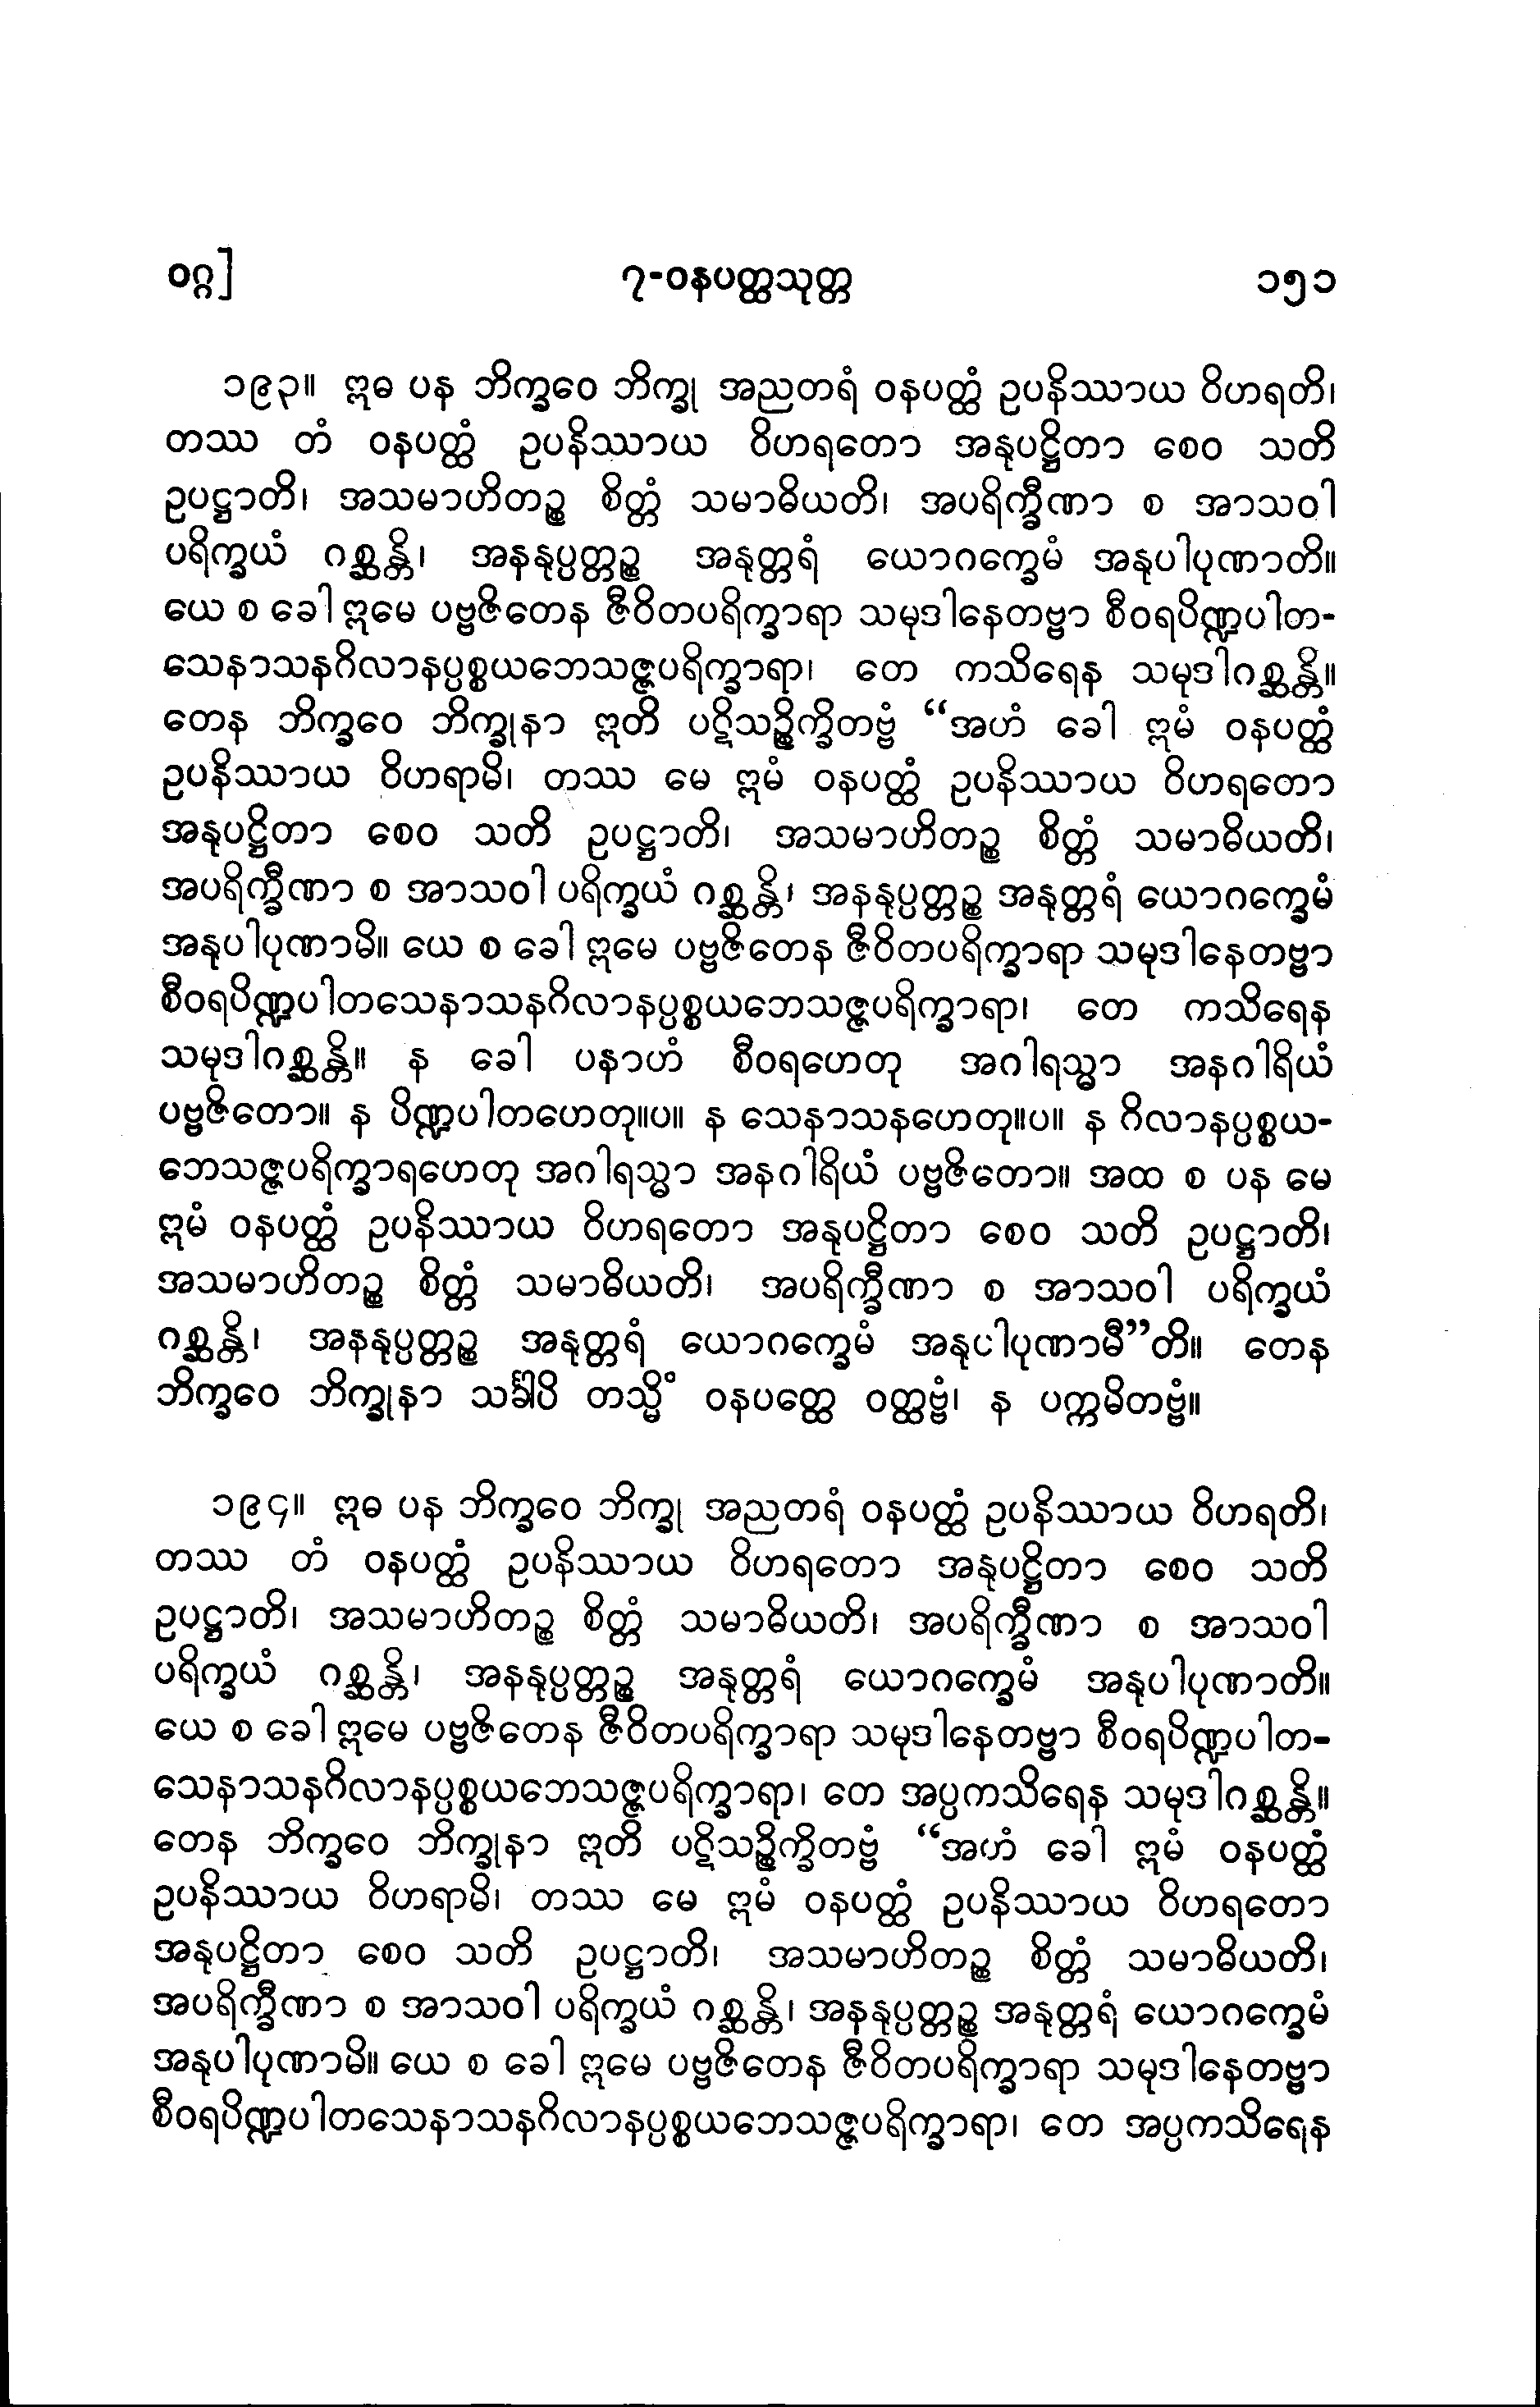 ဝဂ္ဂ]	၇-ဝနပတ္ထသုတ္တ	၁၅၁
၁၉၃။ ဣဓ ပန ဘိက္ခဝေ ဘိက္ခု အညတရံ ဝနပတ္ထံ ဥပနိဿာယ ဝိဟရတိ၊
တဿ တံ ဝနပတ္ထံ ဥပနိဿာယ ဝိဟရတော အနုပဋ္ဌိတာ စေဝ သတိ
ဥပဋ္ဌာတိ၊ အသမာဟိတဉ္စ စိတ္တံ သမာဓိယတိ၊ အပရိက္ခီဏာ စ အာသဝါ
ပရိက္ခယံ ဂစ္ဆန္တိ၊ အနနုပ္ပတ္တဉ္စ အနုတ္တရံ ယောဂက္ခေမံ အနုပါပုဏာတိ။
ယေ စ ခေါ ဣမေ ပဗ္ဗဇိတေန ဇီဝိတပရိက္ခာရာ သမုဒါနေတဗ္ဗာ စီဝရပိဏ္ဍပါတ-
သေနာသနဂိလာနပ္ပစ္စယဘေသဇ္ဇပရိက္ခာရာ၊ တေ ကသိရေန သမုဒါဂစ္ဆန္တိ။
တေန ဘိက္ခဝေ ဘိက္ခုနာ ဣတိ ပဋိသဉ္စိက္ခိတဗ္ဗံ “အဟံ ခေါ ဣမံ ဝနပတ္ထံ
ဥပနိဿာယ ဝိဟရာမိ၊ တဿ မေ ဣမံ ဝနပတ္ထံ ဥပနိဿာယ ဝိဟရတော
အနုပဋ္ဌိတာ စေဝ သတိ ဥပဋ္ဌာတိ၊ အသမာဟိတဉ္စ စိတ္တံ သမာဓိယတိ၊
အပရိက္ခီဏာ စ အာသဝါ ပရိက္ခယံ ဂစ္ဆန္တိ၊ အနနုပ္ပတ္တဉ္စ အနုတ္တရံ ယောဂက္ခေမံ
အနုပါပုဏာမိ။ ယေ စ ခေါ ဣမေ ပဗ္ဗဇိတေန ဇီဝိတပရိက္ခာရာ သမုဒါနေတဗ္ဗာ
စီဝရပိဏ္ဍပါတသေနာသနဂိလာနပ္ပစ္စယဘေသဇ္ဇပရိက္ခာရာ၊ တေ ကသိရေန
သမုဒါဂစ္ဆန္တိ။ န ခေါ ပနာဟံ စီဝရဟေတု အဂါရသ္မာ အနဂါရိယံ
ပဗ္ဗဇိတော။ န ပိဏ္ဍပါတဟေတု။ပ။ န သေနာသနဟေတု။ပ။ န ဂိလာနပ္ပစ္စယ-
ဘေသဇ္ဇပရိက္ခာရဟေတု အဂါရသ္မာ အနဂါရိယံ ပဗ္ဗဇိတော။ အထ စ ပန မေ
ဣမံ ဝနပတ္ထံ ဥပနိဿာယ ဝိဟရတော အနုပဋ္ဌိတာ စေဝ သတိ ဥပဋ္ဌာတိ၊
အသမာဟိတဉ္စ စိတ္တံ သမာဓိယတိ၊ အပရိက္ခီဏာ စ အာသဝါ ပရိက္ခယံ
ဂစ္ဆန္တိ၊ အနနုပ္ပတ္တဉ္စ အနုတ္တရံ ယောဂက္ခေမံ အနုပါပုဏာမီ”တိ။ တေန
ဘိက္ခဝေ ဘိက္ခုနာ သင်္ခါပိ တသ္မိံ ဝနပတ္ထေ ဝတ္ထဗ္ဗံ၊ န ပက္ကမိတဗ္ဗံ။
၁၉၄။ ဣဓ ပန ဘိက္ခဝေ ဘိက္ခု အညတရံ ဝနပတ္ထံ ဥပနိဿာယ ဝိဟရတိ၊
တဿ တံ ဝနပတ္ထံ ဥပနိဿာယ ဝိဟရတော အနုပဋ္ဌိတာ စေဝ သတိ
ဥပဋ္ဌာတိ၊ အသမာဟိတဉ္စ စိတ္တံ သမာဓိယတိ၊ အပရိက္ခီဏာ စ အာသဝါ
ပရိက္ခယံ ဂစ္ဆန္တိ၊ အနနုပ္ပတ္တဉ္စ အနုတ္တရံ ယောဂက္ခေမံ အနုပါပုဏာတိ။
ယေ စ ခေါ ဣမေ ပဗ္ဗဇိတေန ဇီဝိတပရိက္ခာရာ သမုဒါနေတဗ္ဗာ စီဝရပိဏ္ဍပါတ-
သေနာသနဂိလာနပ္ပစ္စယဘေသဇ္ဇပရိက္ခာရာ၊ တေ အပ္ပကသိရေန သမုဒါဂစ္ဆန္တိ။
တေန ဘိက္ခဝေ ဘိက္ခုနာ ဣတိ ပဋိသဉ္စိက္ခိတဗ္ဗံ “အဟံ ခေါ ဣမံ ဝနပတ္ထံ
ဥပနိဿာယ ဝိဟရာမိ၊ တဿ မေ ဣမံ ဝနပတ္ထံ ဥပနိဿာယ ဝိဟရတော
အနုပဋ္ဌိတာ စေဝ သတိ ဥပဋ္ဌာတိ၊ အသမာဟိတဉ္စ စိတ္တံ သမာဓိယတိ၊
အပရိက္ခီဏာ စ အာသဝါ ပရိက္ခယံ ဂစ္ဆန္တိ၊ အနနုပ္ပတ္တဉ္စ အနုတ္တရံ ယောဂက္ခေမံ
အနုပါပုဏာမိ။ ယေ စ ခေါ ဣမေ ပဗ္ဗဇိတေန ဇီဝိတပရိက္ခာရာ သမုဒါနေတဗ္ဗာ
စီဝရပိဏ္ဍပါတသေနာသနဂိလာနပ္ပစ္စယဘေသဇ္ဇပရိက္ခာရာ၊ တေ အပ္ပကသိရေန